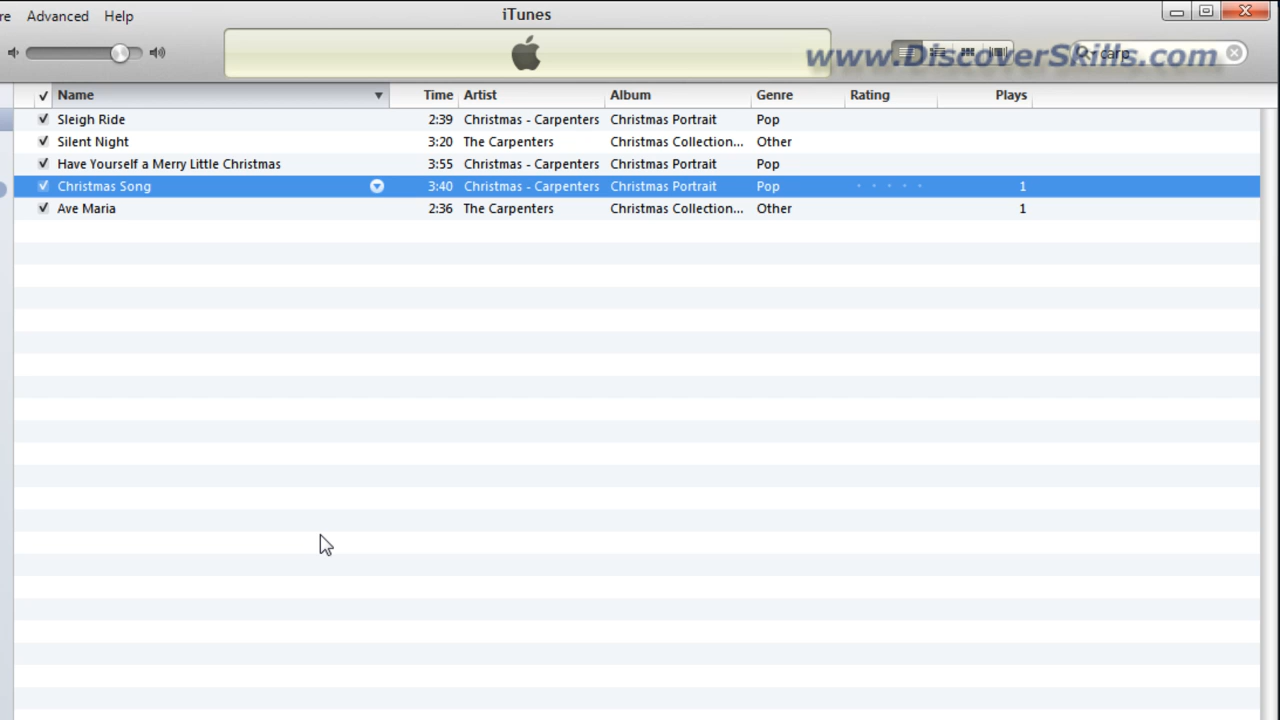 re Advanced Help iTunes
www.DiscoverSkills.com
carp
✓ Name Time Artist Album Genre Rating Plays
✓ Sleigh Ride 2:39 Christmas - Carpenters Christmas Portrait Pop
✓ Silent Night 3:20 The Carpenters Christmas Collection... Other
✓ Have Yourself a Merry Little Christmas 3:55 Christmas - Carpenters Christmas Portrait Pop
✓ Christmas Song 3:40 Christmas - Carpenters Christmas Portrait Pop 1
✓ Ave Maria 2:36 The Carpenters Christmas Collection... Other 1